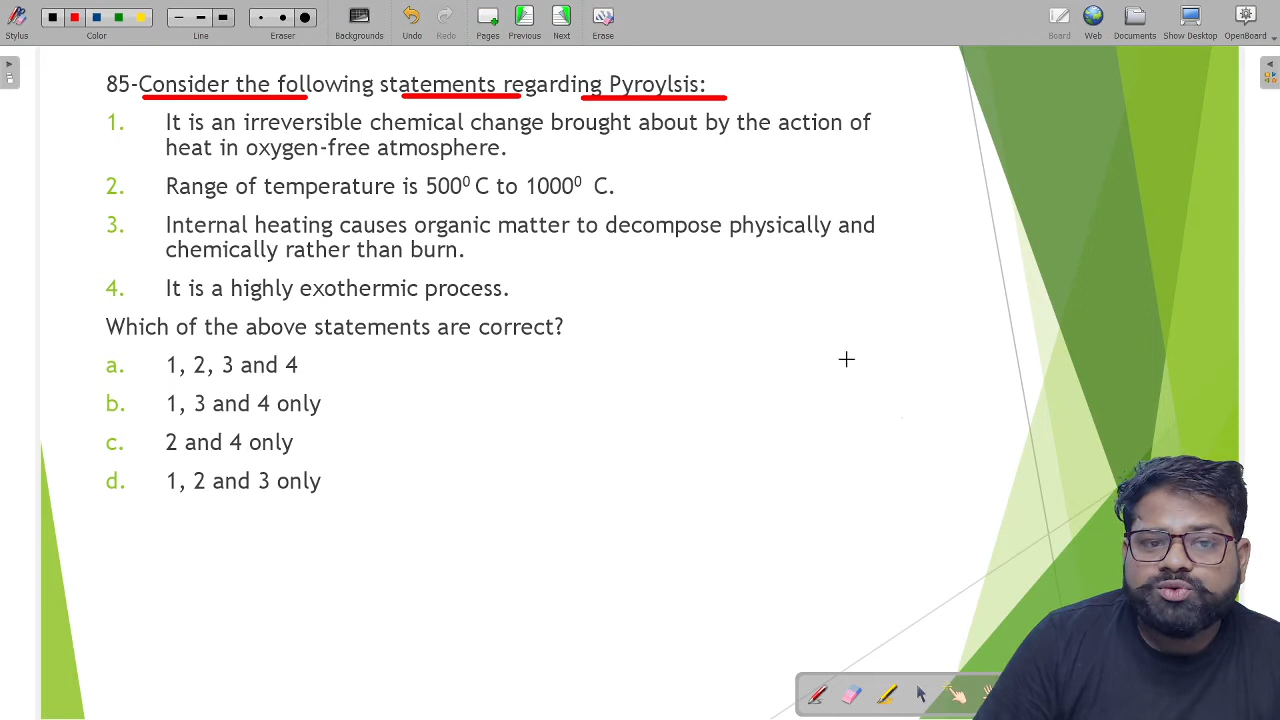 Stylus
Color
Line
Eraser
Backgrounds
Undo
Redo
Pages
Previous
Next
Erase
Board
Web
Documents
Show Desktop
OpenBoard
85-Consider the following statements regarding Pyroylsis:
1. It is an irreversible chemical change brought about by the action of
heat in oxygen-free atmosphere.
2. Range of temperature is 500⁰ C to 1000⁰ C.
3. Internal heating causes organic matter to decompose physically and
chemically rather than burn.
4. It is a highly exothermic process.
Which of the above statements are correct?
a. 1, 2, 3 and 4
b. 1, 3 and 4 only
c. 2 and 4 only
d. 1, 2 and 3 only